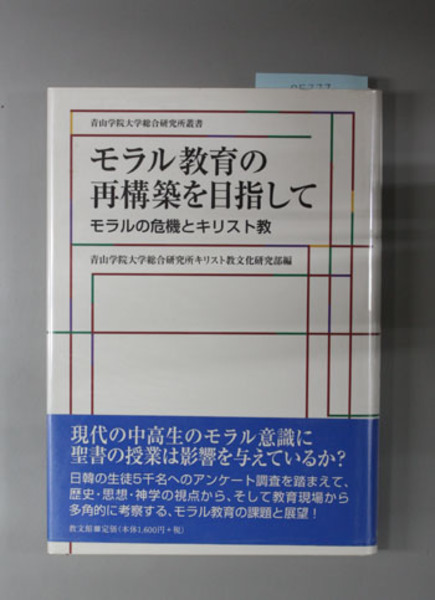 青山学院大学総合研究所叢書
モラル教育の
再構築を目指して
モラルの危機とキリスト教
青山学院大学総合研究所キリスト教文化研究部編
現代の中高生のモラル意識に
聖書の授業は影響を与えているか?
日韓の生徒5千名へのアンケート調査を踏まえて、
歴史・思想・神学の視点から、そして教育現場から
多角的に考察する、モラル教育の課題と展望!
教文館■定価(本体1,600円+税)